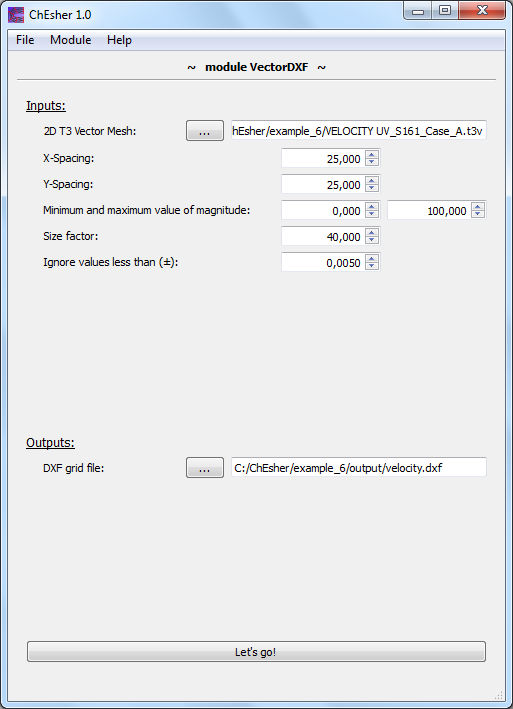 ChEsher 1.0
File Module Help
~ module VectorDXF ~
Inputs:
2D T3 Vector Mesh: ... hEsher/example_6/VELOCITY UV_S161_Case_A.t3v
X-Spacing: 25,000
Y-Spacing: 25,000
Minimum and maximum value of magnitude: 0,000 100,000
Size factor: 40,000
Ignore values less than (±): 0,0050
Outputs:
DXF grid file: ... C:/ChEsher/example_6/output/velocity.dxf
Let's go!